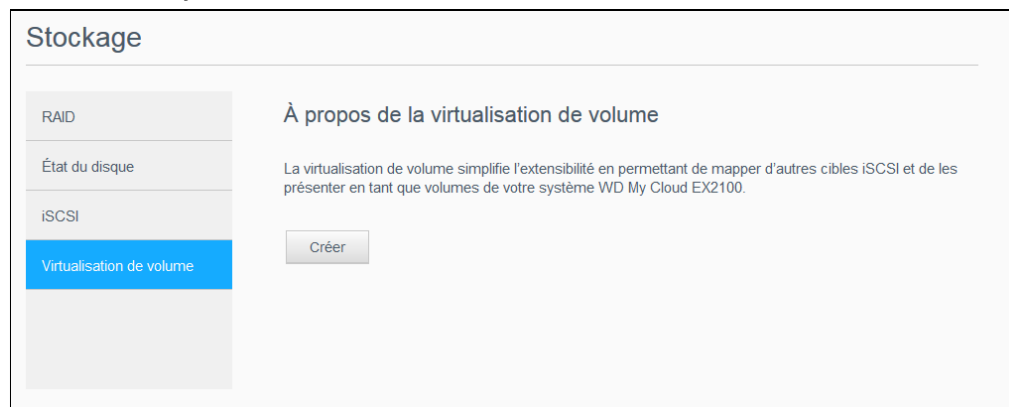 Stockage
RAID
État du disque
iSCSI
Virtualisation de volume
À propos de la virtualisation de volume
La virtualisation de volume simplifie l'extensibilité en permettant de mapper d'autres cibles iSCSI et de les
présenter en tant que volumes de votre système WD My Cloud EX2100.
Créer